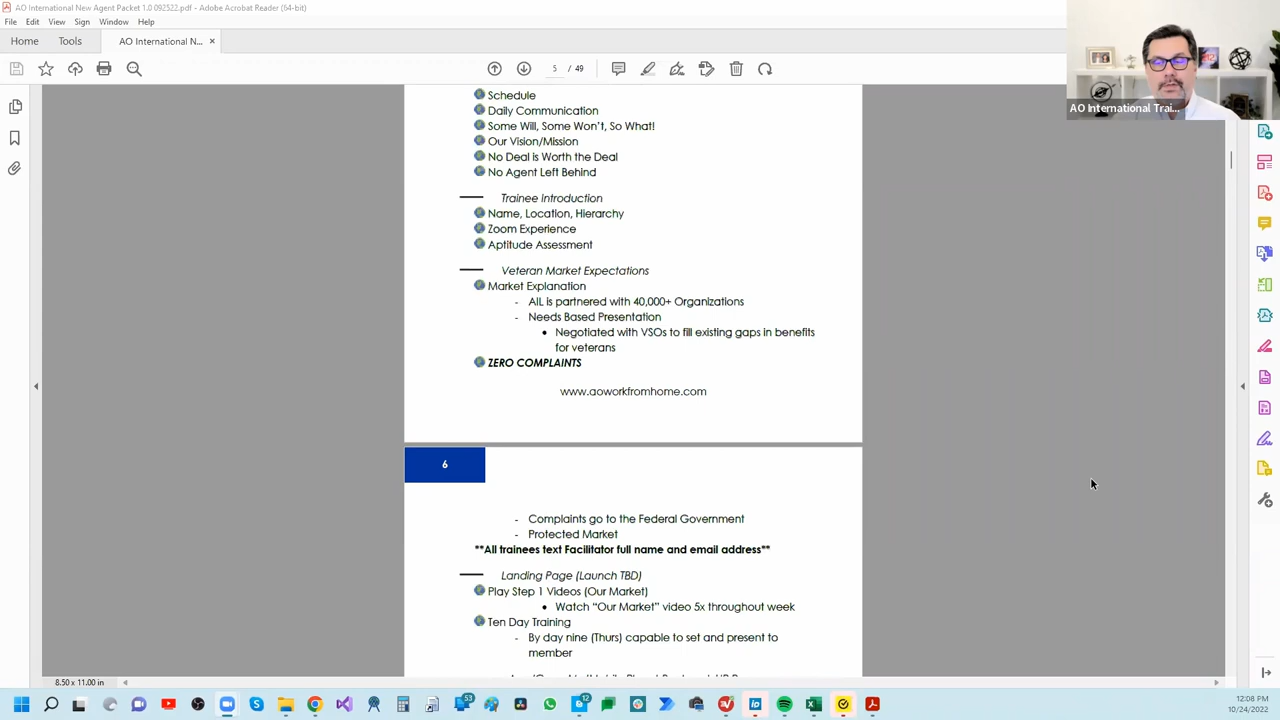 AO International New Agent Packet 1.0 092522.pdf - Adobe Acrobat Reader (64-bit)
File Edit View Sign Window Help
Home Tools AO International N... ×
5 / 49
AO International Trai...
Schedule
Daily Communication
Some Will, Some Won't, So What!
Our Vision/Mission
No Deal is Worth the Deal
No Agent Left Behind
Trainee Introduction
Name, Location, Hierarchy
Zoom Experience
Aptitude Assessment
Veteran Market Expectations
Market Explanation
- AIL is partnered with 40,000+ Organizations
- Needs Based Presentation
• Negotiated with VSOs to fill existing gaps in benefits
for veterans
ZERO COMPLAINTS
www.aoworkfromhome.com
6
- Complaints go to the Federal Government
- Protected Market
**All trainees text Facilitator full name and email address**
Landing Page (Launch TBD)
Play Step 1 Videos (Our Market)
• Watch "Our Market" video 5x throughout week
Ten Day Training
- By day nine (Thurs) capable to set and present to
member
8.50 x 11.00 in
53
12
12:08 PM
10/24/2022